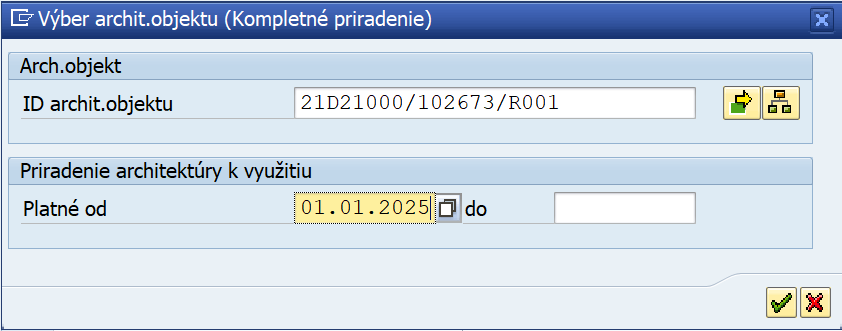 Výber archit.objektu (Kompletné priradenie)
Arch.objekt
ID archit.objektu 21D21000/102673/R001
Priradenie architektúry k využitiu
Platné od 01.01.2025 do